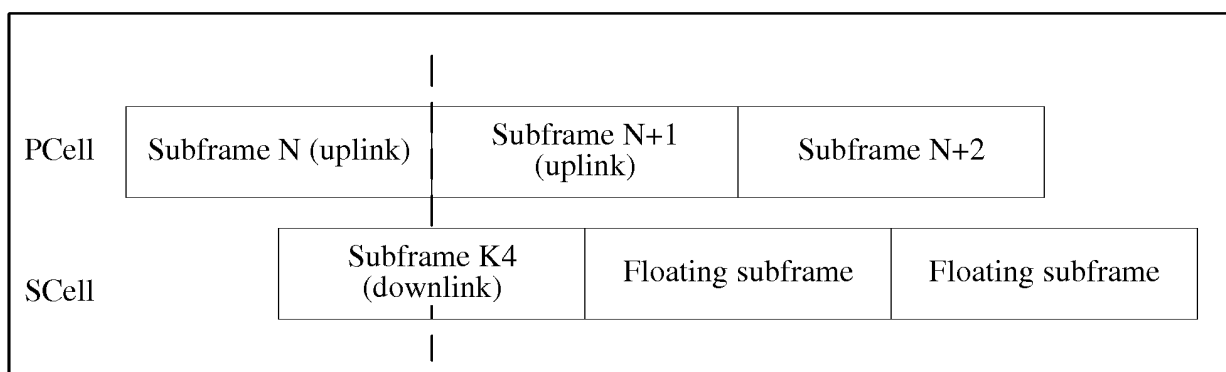 PCell
Subframe N (uplink)
Subframe N+1
(uplink)
Subframe N+2
SCell
Subframe K4
(downlink)
Floating subframe
Floating subframe